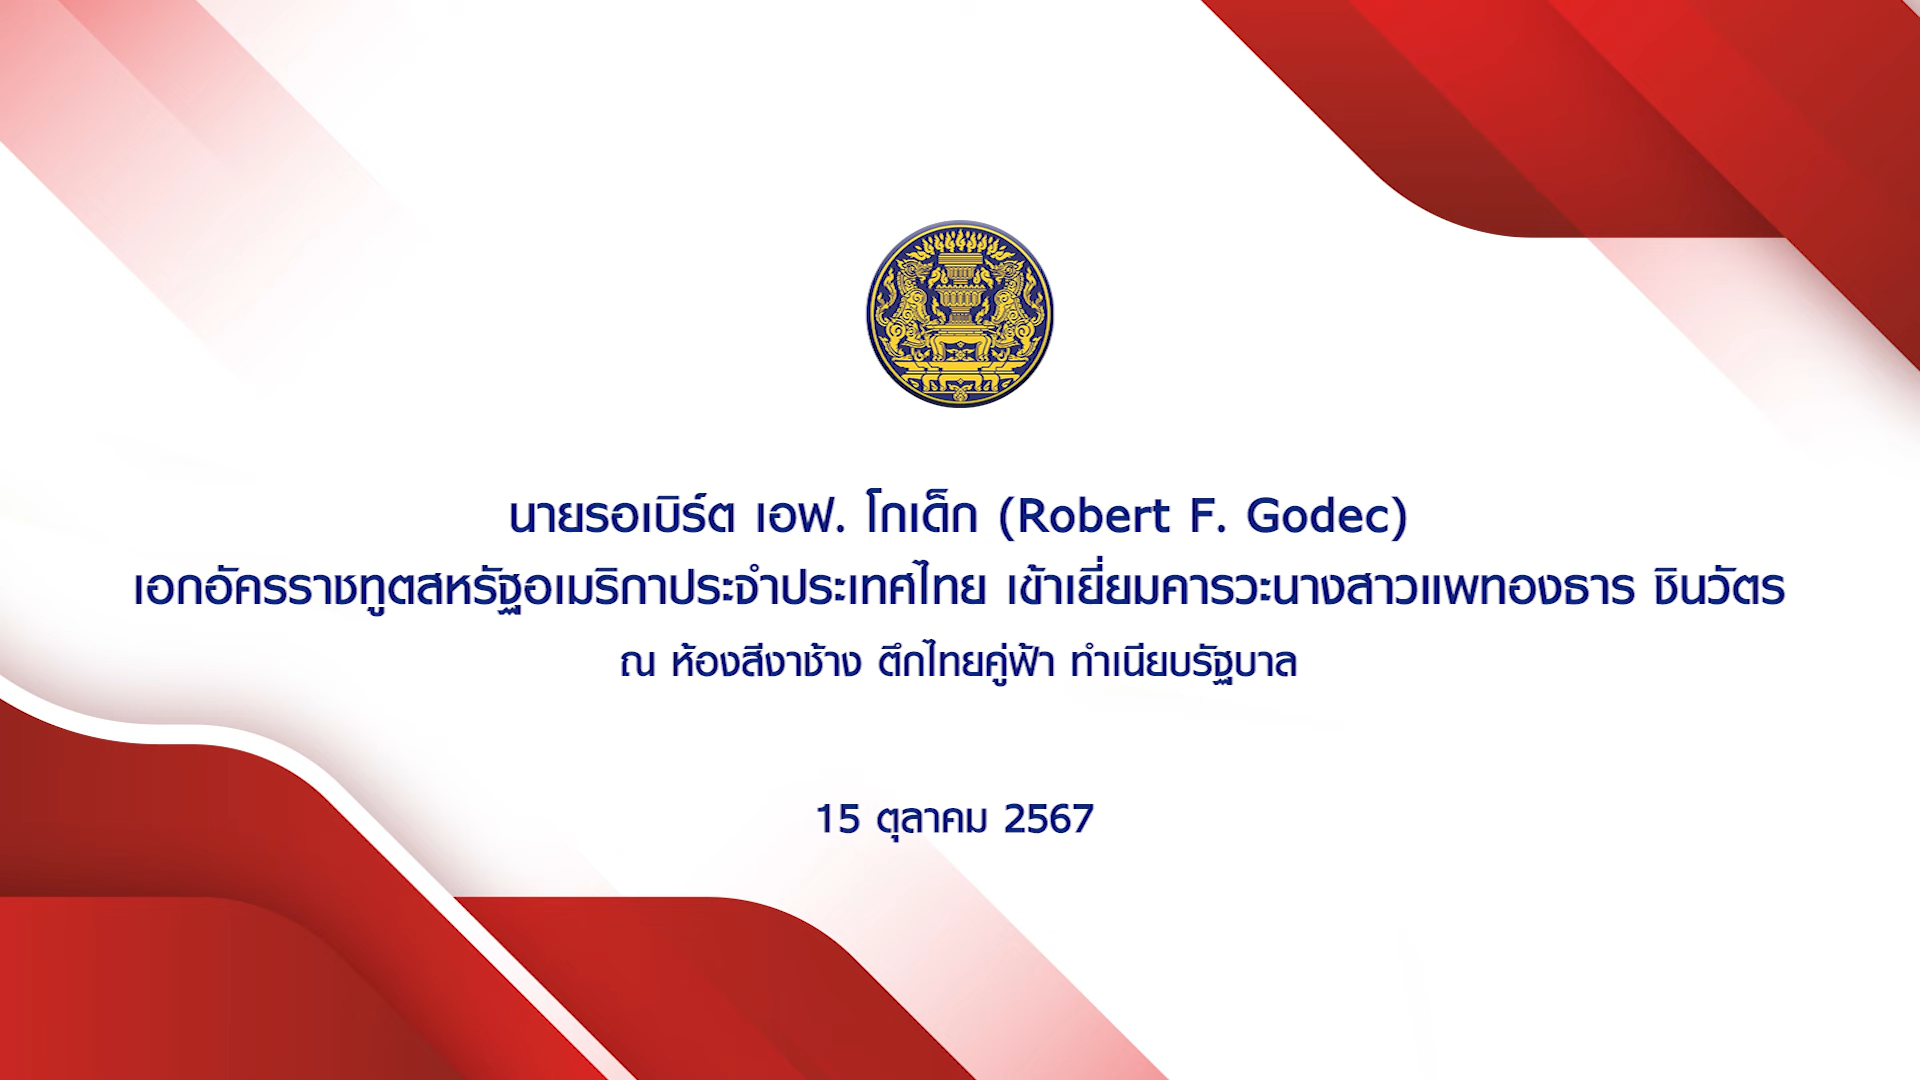 นายรอเบิร์ต เอฟ. โกเด็ก (Robert F. Godec)
เอกอัครราชทูตสหรัฐอเมริกาประจำประเทศไทย เข้าเยี่ยมคารวะนางสาวแพทองธาร ชินวัตร
ณ ห้องสีงาช้าง ตึกไทยคู่ฟ้า ทำเนียบรัฐบาล
15 ตุลาคม 2567